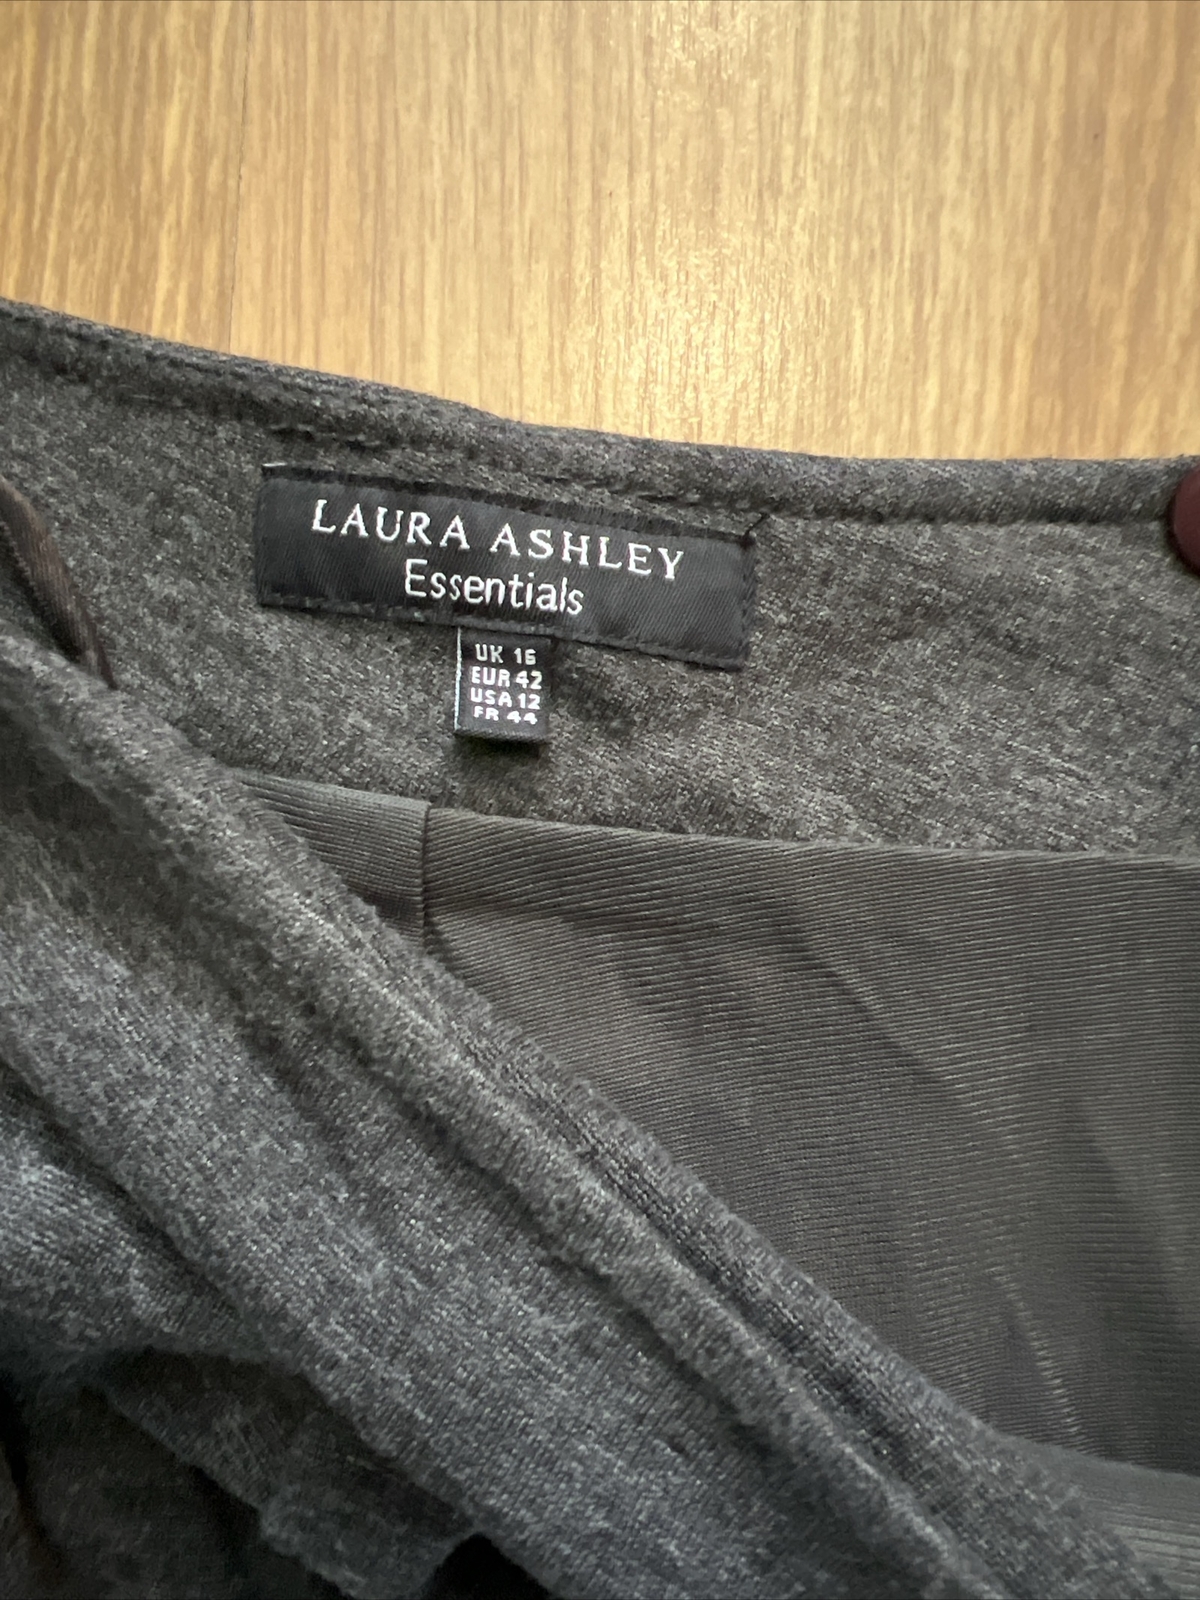 LAURA ASHLEY
Essentials
UK 16
EUR 42
USA 12
FR 44